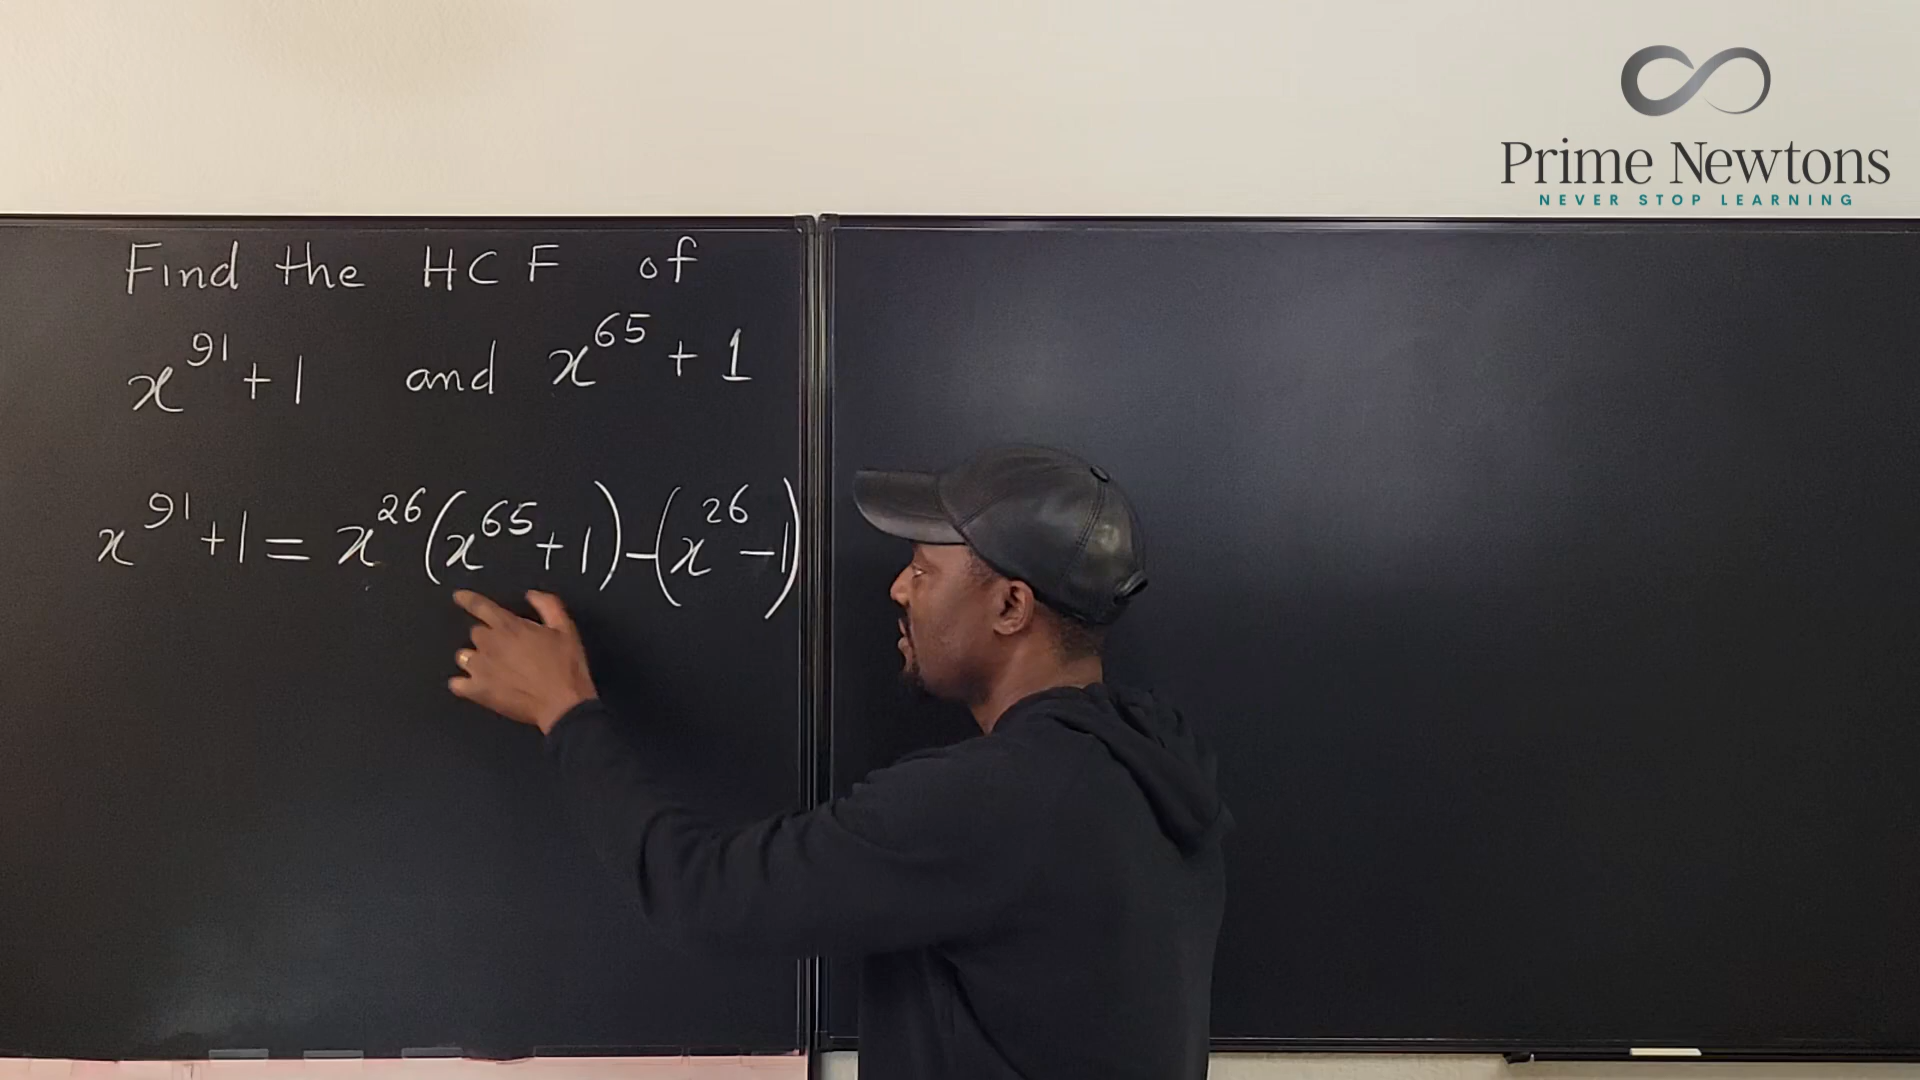 Prime Newtons
NEVER STOP LEARNING
Find the HCF of
x^91 + 1 and x^65 + 1
x^91 + 1 = x^26 (x^65 + 1) - (x^26 - 1)